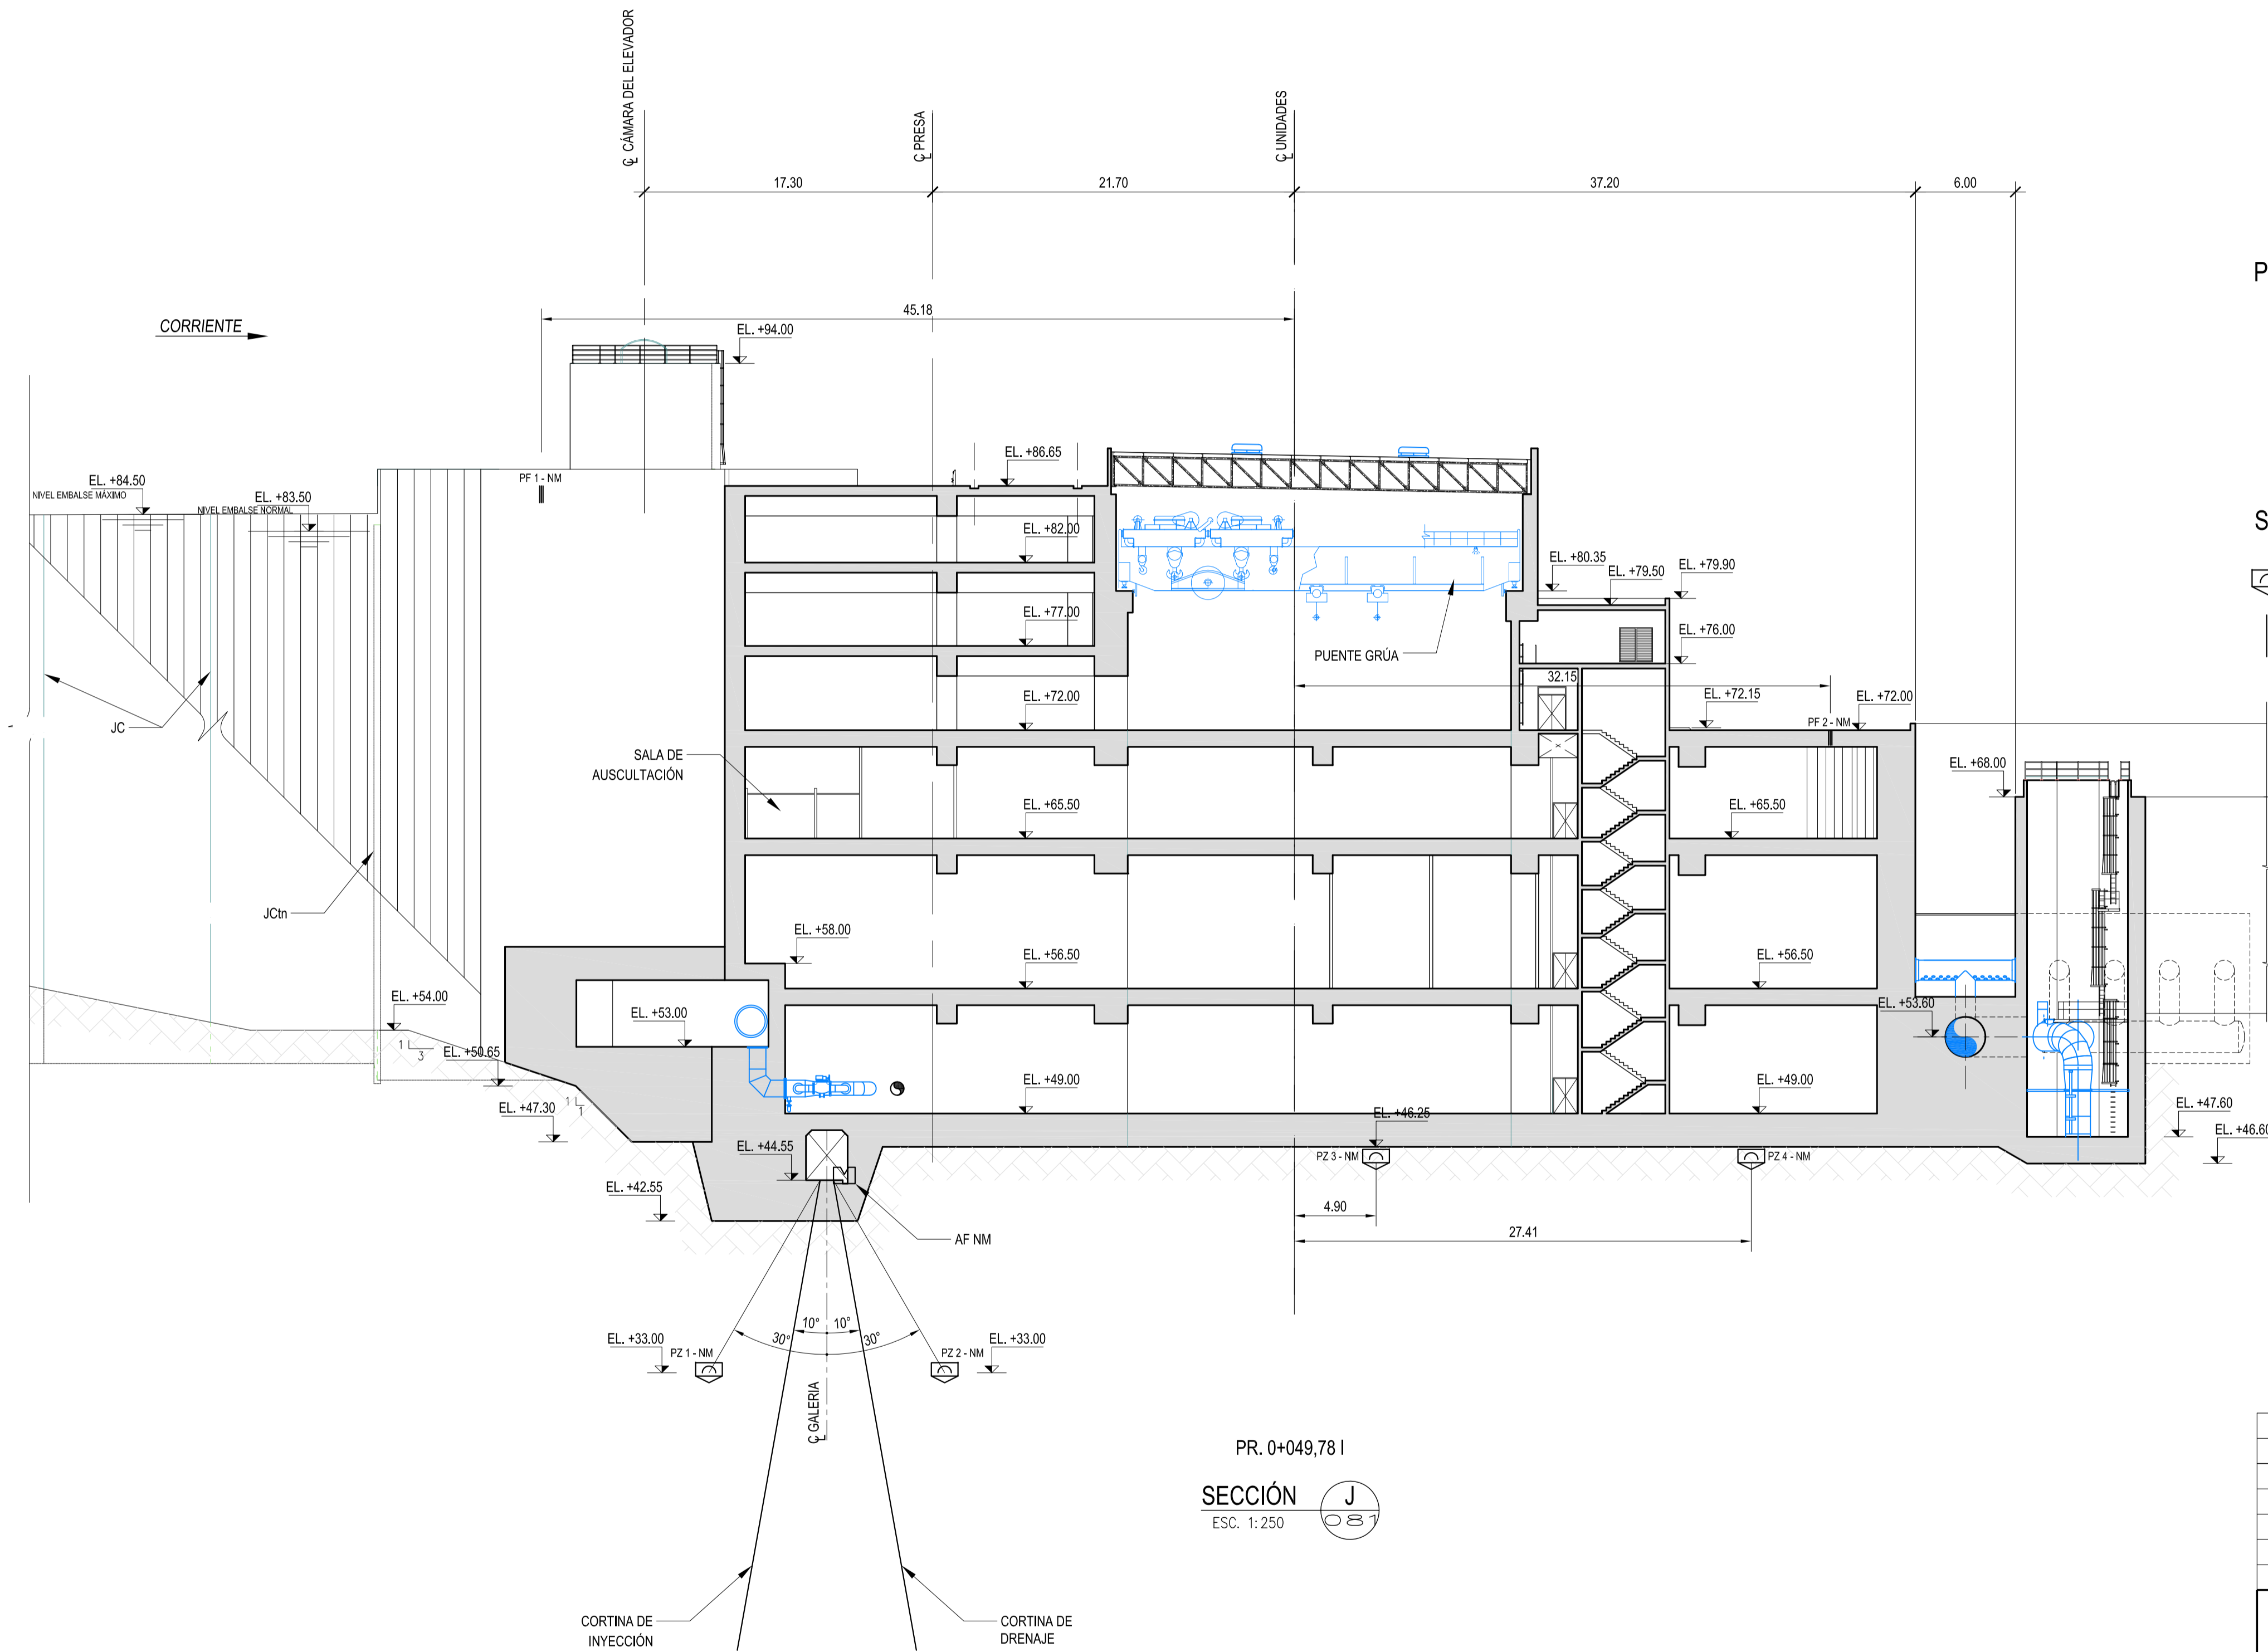 ℄ CÁMARA DEL ELEVADOR
℄ PRESA
℄ UNIDADES
17.30
21.70
37.20
6.00
P
CORRIENTE
45.18
EL. +94.00
EL. +84.50
NIVEL EMBALSE MÁXIMO
EL. +83.50
NIVEL EMBALSE NORMAL
PF 1 - NM
EL. +86.65
S
EL. +82.00
EL. +80.35
EL. +79.50
EL. +79.90
EL. +77.00
EL. +76.00
PUENTE GRÚA
32.15
EL. +72.00
EL. +72.15
EL. +72.00
PF 2 - NM
JC
SALA DE
AUSCULTACIÓN
EL. +68.00
EL. +65.50
EL. +65.50
JCtn
EL. +58.00
EL. +56.50
EL. +56.50
EL. +54.00
EL. +53.00
EL. +53.60
1
3
EL. +50.65
EL. +49.00
EL. +49.00
1
1
EL. +47.30
EL. +46.25
EL. +47.60
EL. +46.60
EL. +44.55
PZ 3 - NM
PZ 4 - NM
EL. +42.55
4.90
27.41
AF NM
10°
10°
30°
30°
EL. +33.00
PZ 1 - NM
PZ 2 - NM
EL. +33.00
℄ GALERIA
PR. 0+049,78 I
SECCIÓN
J
ESC. 1:250
081
CORTINA DE
INYECCIÓN
CORTINA DE
DRENAJE